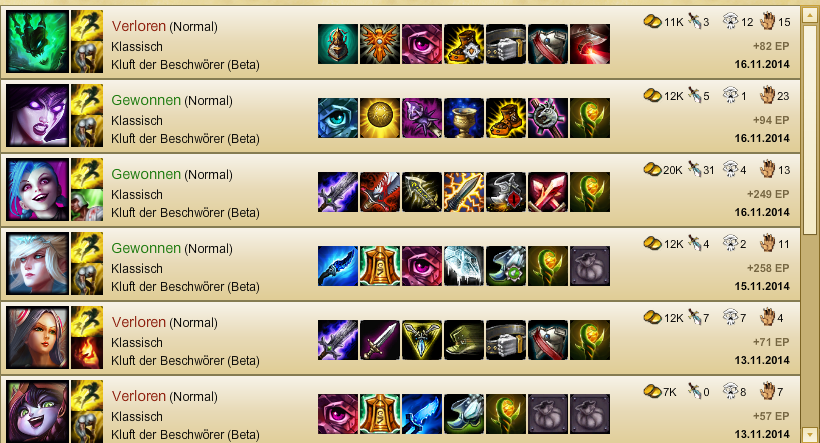 Verloren (Normal)
11K 3 12 15
Klassisch
+82 EP
Kluft der Beschwörer (Beta)
16.11.2014
Gewonnen (Normal)
12K 5 1 23
Klassisch
+94 EP
Kluft der Beschwörer (Beta)
16.11.2014
Gewonnen (Normal)
20K 31 4 13
Klassisch
+249 EP
Kluft der Beschwörer (Beta)
16.11.2014
Gewonnen (Normal)
12K 4 2 11
Klassisch
+258 EP
Kluft der Beschwörer (Beta)
15.11.2014
Verloren (Normal)
12K 7 7 4
Klassisch
+71 EP
Kluft der Beschwörer (Beta)
13.11.2014
Verloren (Normal)
7K 0 8 7
Klassisch
+57 EP
Kluft der Beschwörer (Beta)
13.11.2014